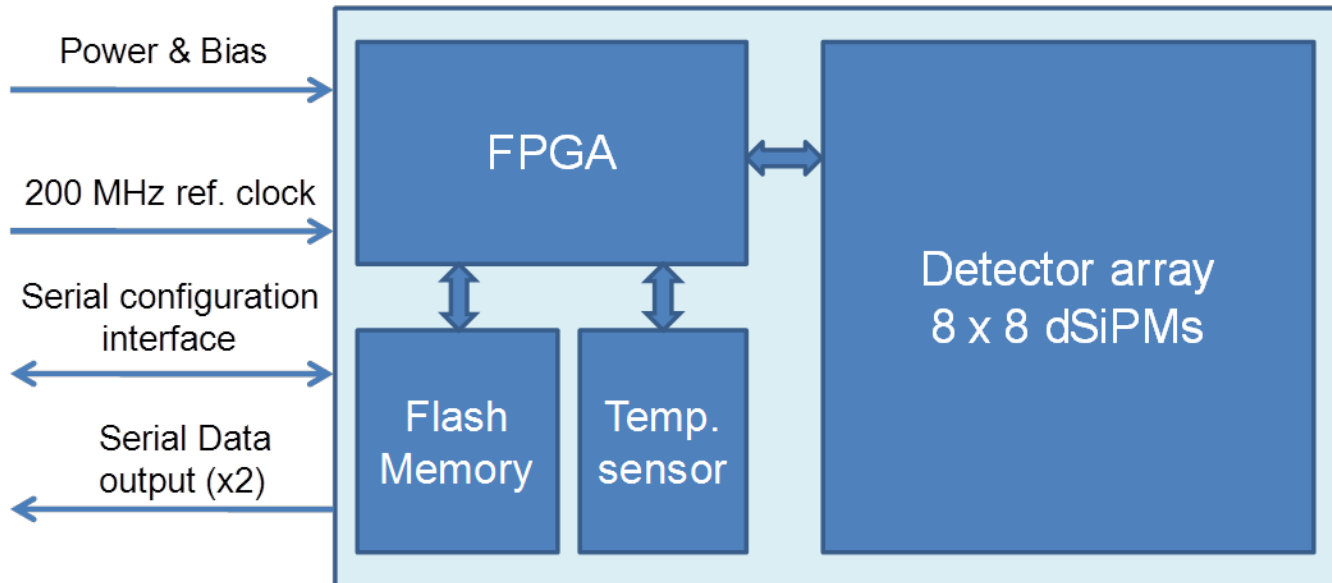 Power & Bias
200 MHz ref. clock
Serial configuration
interface
Serial Data
output (x2)
FPGA
Flash
Memory
Temp.
sensor
Detector array
8 x 8 dSiPMs